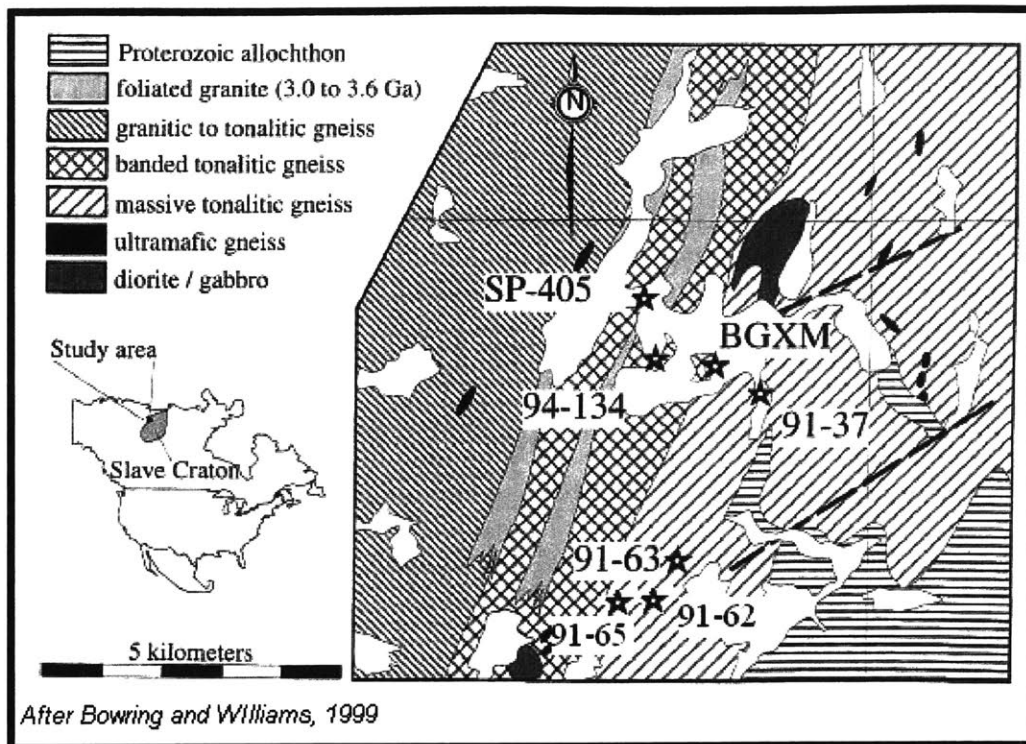 Proterozoic allochthon
foliated granite (3.0 to 3.6 Ga)
granitic to tonalitic gneiss
banded tonalitic gneiss
massive tonalitic gneiss
ultramafic gneiss
diorite / gabbro
Study area
Slave Craton
5 kilometers
N
SP-405
BGXM
94-134
91-37
91-63
91-62
91-65
After Bowring and WIlliams, 1999